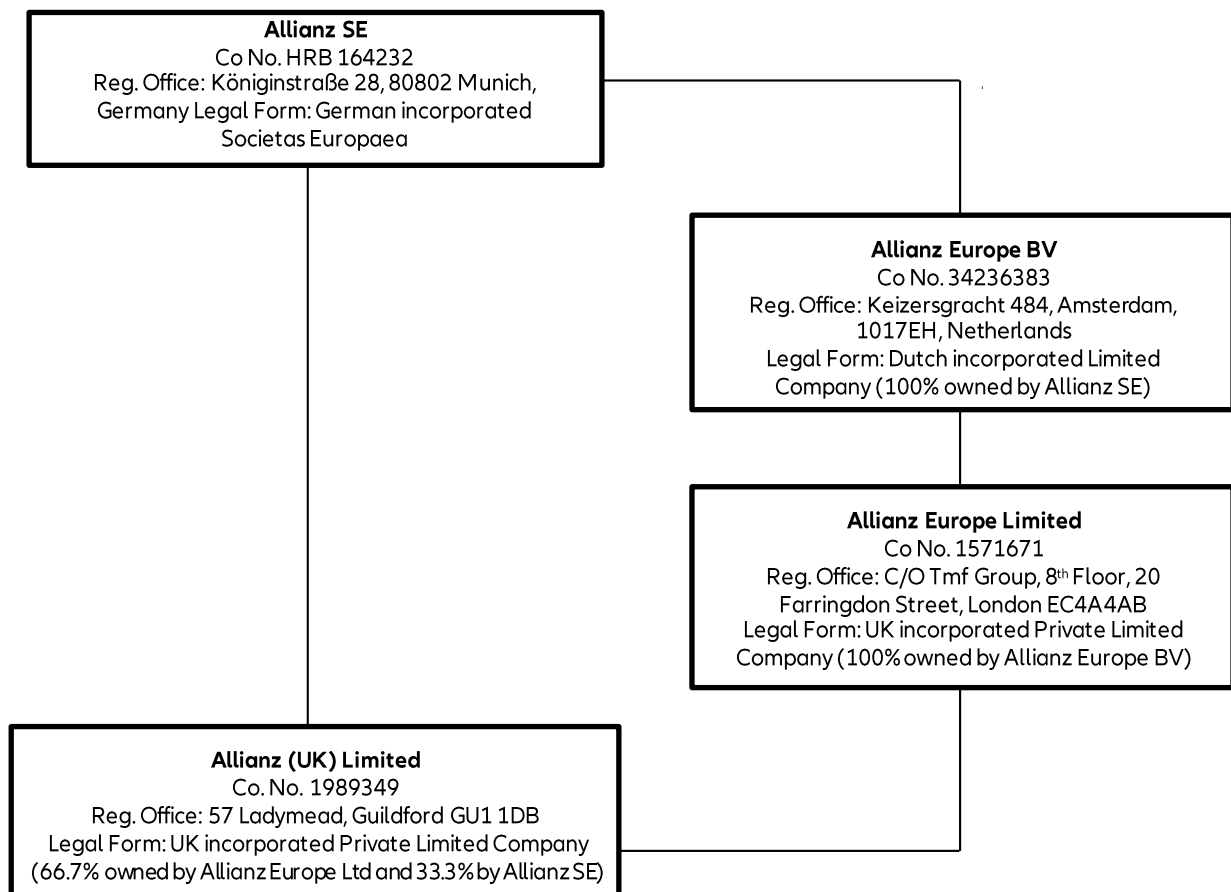 Allianz SE
Co No. HRB 164232
Reg. Office: Königinstraße 28, 80802 Munich,
Germany Legal Form: German incorporated
Societas Europaea
Allianz Europe BV
Co No. 34236383
Reg. Office: Keizersgracht 484, Amsterdam,
1017EH, Netherlands
Legal Form: Dutch incorporated Limited
Company (100% owned by Allianz SE)
Allianz Europe Limited
Co No. 1571671
Reg. Office: C/O Tmf Group, 8th Floor, 20
Farringdon Street, London EC4A4AB
Legal Form: UK incorporated Private Limited
Company (100% owned by Allianz Europe BV)
Allianz (UK) Limited
Co. No. 1989349
Reg. Office: 57 Ladymead, Guildford GU1 1DB
Legal Form: UK incorporated Private Limited Company
(66.7% owned by Allianz Europe Ltd and 33.3% by Allianz SE)